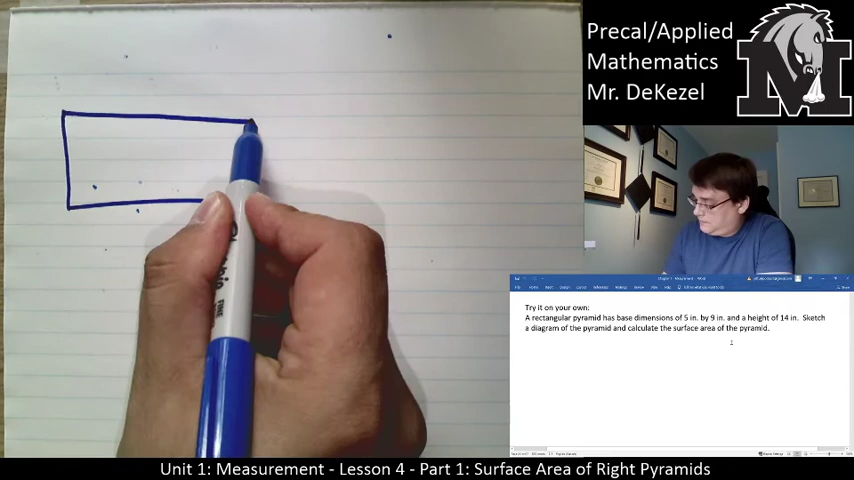 Precal/Applied
Mathematics
Mr. DeKezel
M
Try it on your own:
A rectangular pyramid has base dimensions of 5 in. by 9 in. and a height of 14 in. Sketch
a diagram of the pyramid and calculate the surface area of the pyramid.
FINE
Unit 1: Measurement - Lesson 4 - Part 1: Surface Area of Right Pyramids